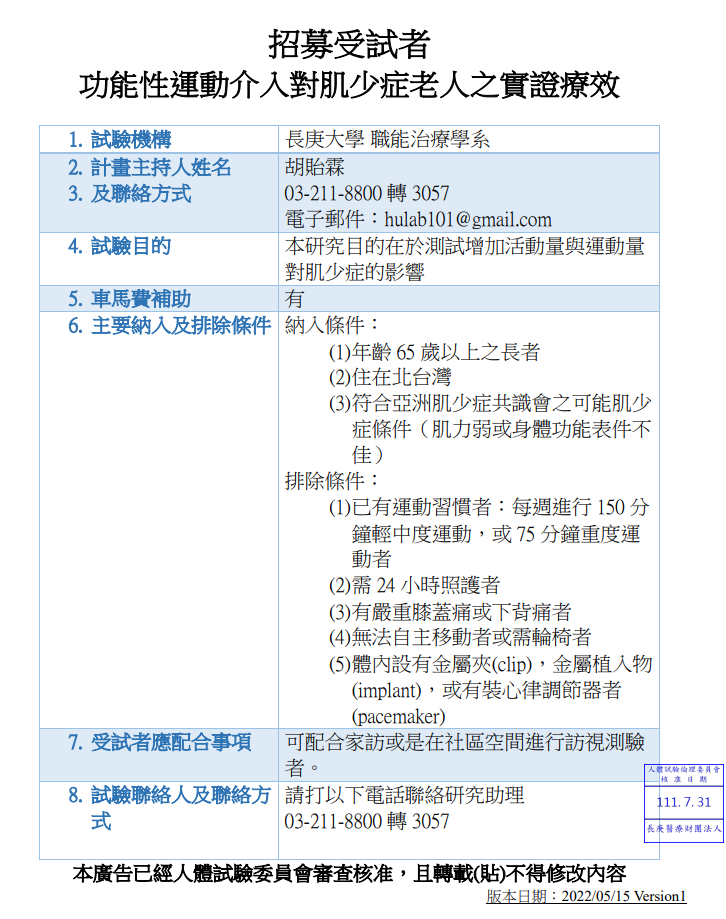 招募受試者
功能性運動介入對肌少症老人之實證療效
1. 試驗機構
長庚大學 職能治療學系
2. 計畫主持人姓名
3. 及聯絡方式
胡貽霖
03-211-8800 轉 3057
電子郵件：hulab101@gmail.com
4. 試驗目的
本研究目的在於測試增加活動量與運動量
對肌少症的影響
5. 車馬費補助
有
6. 主要納入及排除條件
納入條件：
(1)年齡 65 歲以上之長者
(2)住在北台灣
(3)符合亞洲肌少症共識會之可能肌少
症條件（肌力弱或身體功能表件不
佳）
排除條件：
(1)已有運動習慣者：每週進行 150 分
鐘輕中度運動，或 75 分鐘重度運
動者
(2)需 24 小時照護者
(3)有嚴重膝蓋痛或下背痛者
(4)無法自主移動者或需輪椅者
(5)體內設有金屬夾(clip)，金屬植入物
(implant)，或有裝心律調節器者
(pacemaker)
7. 受試者應配合事項
可配合家訪或是在社區空間進行訪視測驗
者。
8. 試驗聯絡人及聯絡方
式
請打以下電話聯絡研究助理
03-211-8800 轉 3057
人體試驗倫理委員會
核 准 日 期
111. 7. 31
長庚醫療財團法人
本廣告已經人體試驗委員會審查核准，且轉載(貼)不得修改內容
版本日期：2022/05/15 Version1